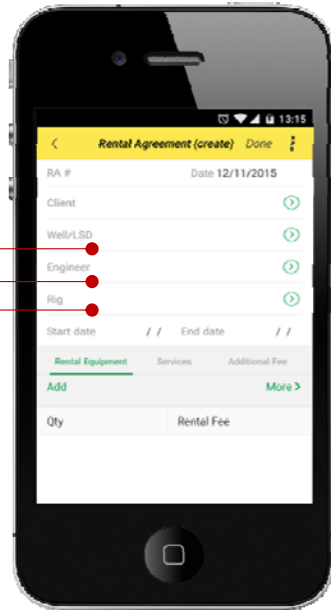 13:15
Rental Agreement (create) Done
RA # Date 12/11/2015
Client
Well/LSD
Engineer
Rig
Start date / / End date / /
Rental Equipment Services Additional Fee
Add More >
Qty Rental Fee